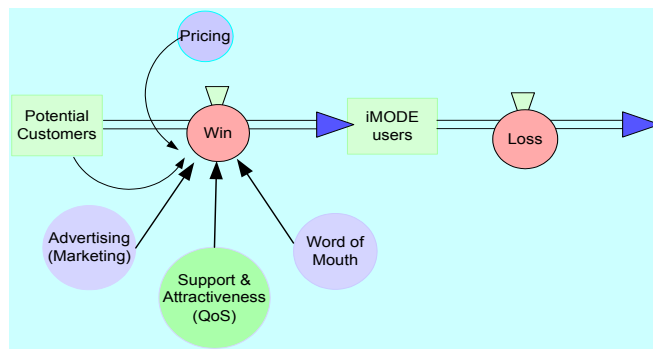 Pricing
Potential
Customers
Win
iMODE
users
Loss
Advertising
(Marketing)
Support &
Attractiveness
(QoS)
Word of
Mouth